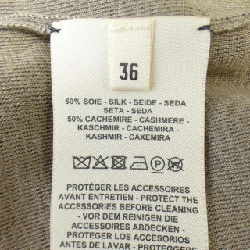 36
50% SOIE - SILK - SEIDE - SEDA
SETA - SEDA
50% CACHEMIRE - CASHMERE -
KASCHMIR - CACHEMIRA -
KASHMIR - CAXEMIRA
PROTÉGER LES ACCESSOIRES
AVANT ENTRETIEN - PROTECT THE
ACCESSORIES BEFORE CLEANING
- VOR DEM REINIGEN DIE
ACCESSOIRES ABDECKEN -
PROTEGER LOS ACCESORIOS
ANTES DE LAVAR - PROTEGGERE